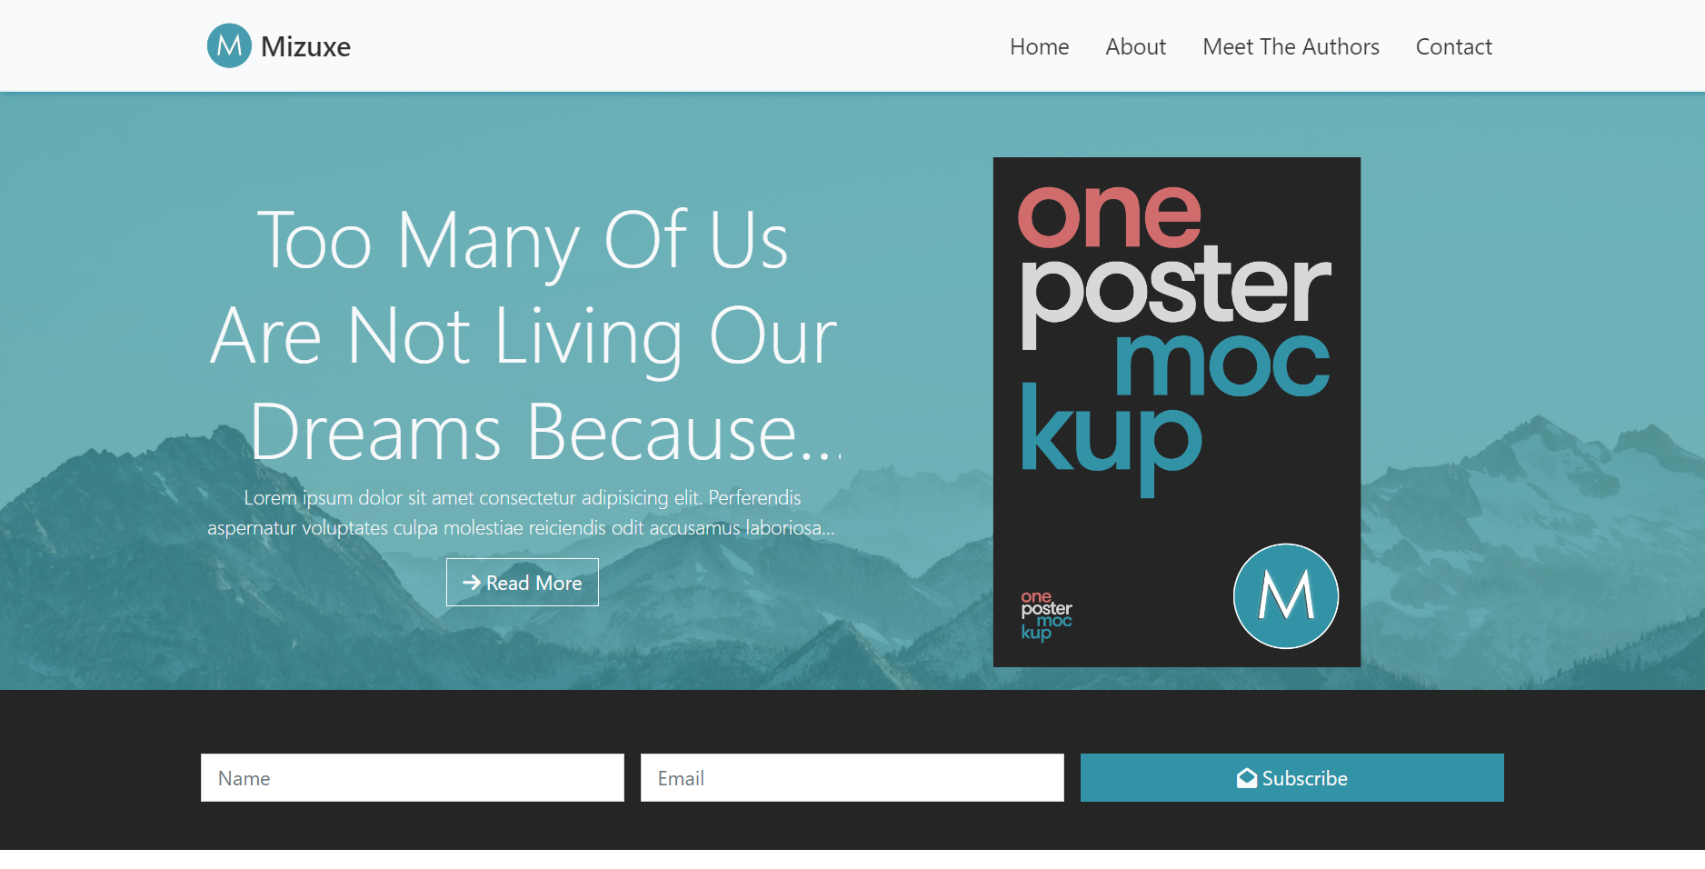 M Mizuxe
Home About Meet The Authors Contact
Too Many Of Us
Are Not Living Our
Dreams Because...
Lorem ipsum dolor sit amet consectetur adipisicing elit. Perferendis
aspernatur voluptates culpa molestiae reiciendis odit accusamus laboriosa...
Read More
one
poster
moc
kup
one
poster
moc
kup
M
Name Email Subscribe